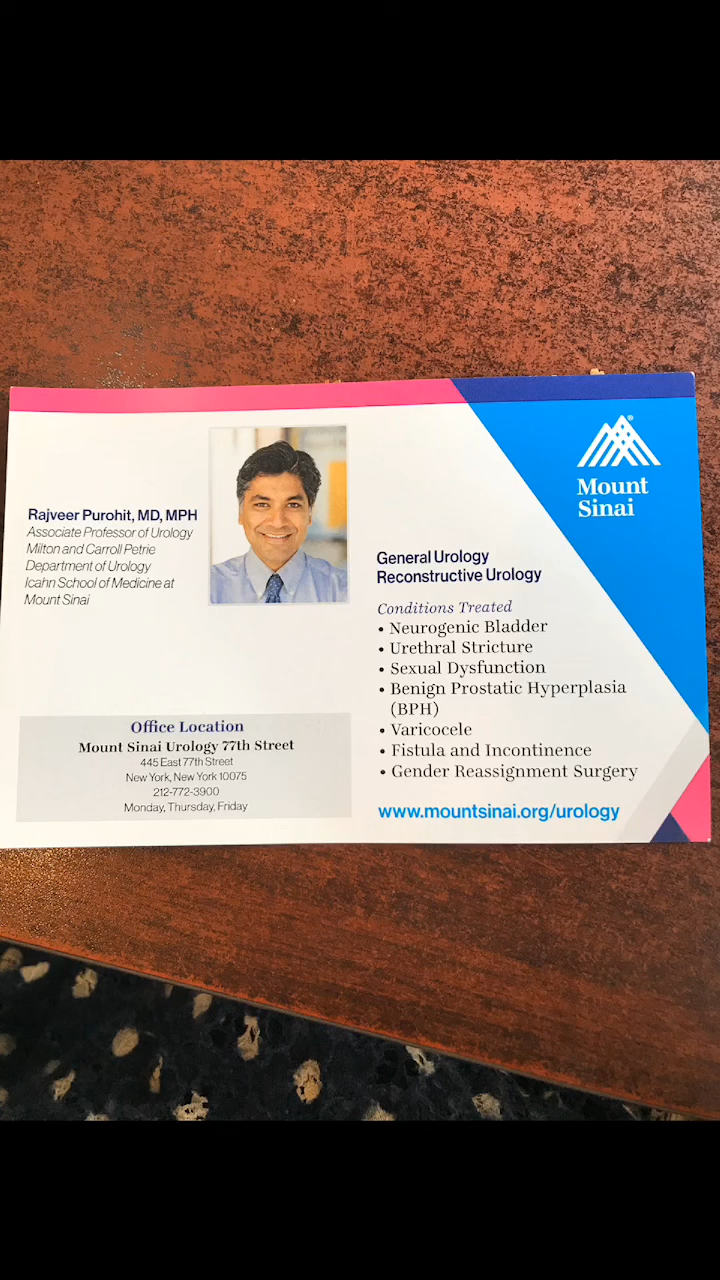 Mount
Sinai
Rajveer Purohit, MD, MPH
Associate Professor of Urology
Milton and Carroll Petrie
Department of Urology
Icahn School of Medicine at
Mount Sinai
General Urology
Reconstructive Urology
Conditions Treated
• Neurogenic Bladder
• Urethral Stricture
• Sexual Dysfunction
• Benign Prostatic Hyperplasia
(BPH)
• Varicocele
• Fistula and Incontinence
• Gender Reassignment Surgery
www.mountsinai.org/urology
Office Location
Mount Sinai Urology 77th Street
445 East 77th Street
New York, New York 10075
212-772-3900
Monday, Thursday, Friday